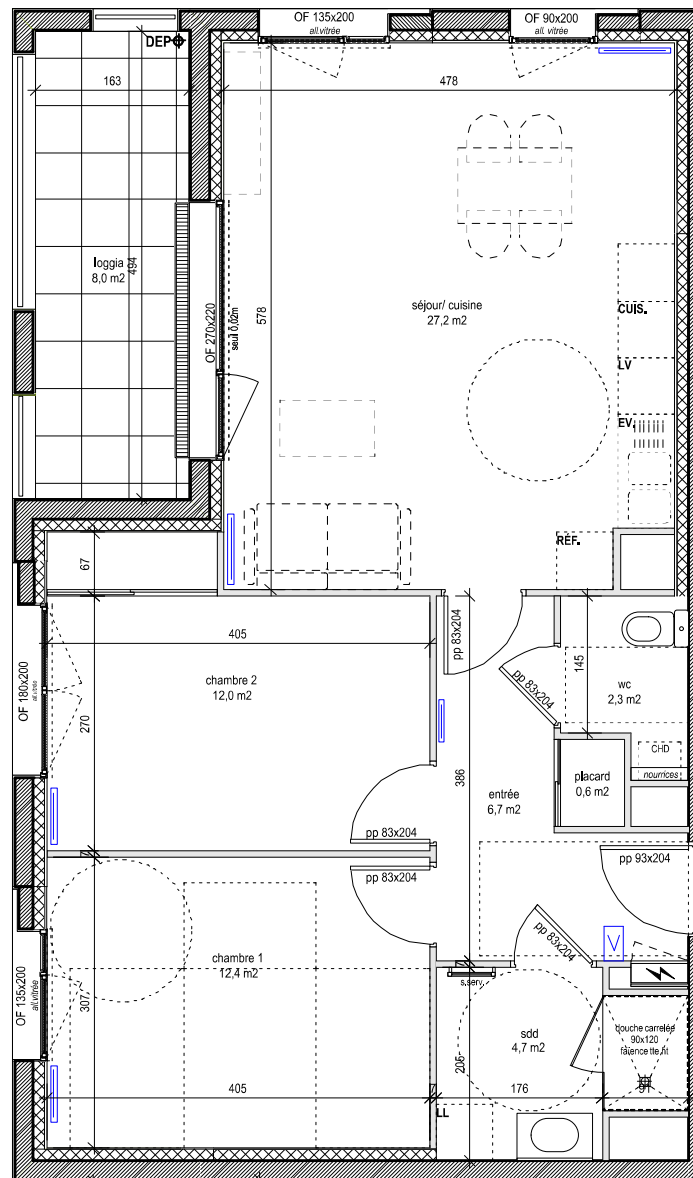 OF 135x200
all.vitrée
OF 90x200
all. vitrée
DEP
163
478
loggia
8,0 m2
494
OF 270x220
seuil 0,02m
578
séjour/ cuisine
27,2 m2
CUIS.
LV
EV.
RÉF.
67
405
pp 83x204
145
OF 180x200
all.vitrée
chambre 2
12,0 m2
270
pp 83x204
wc
2,3 m2
CHD
nourrices
386
entrée
6,7 m2
placard
0,6 m2
pp 83x204
pp 83x204
pp 93x204
pp 83x204
V
chambre 1
12,4 m2
OF 135x200
all.vitrée
307
s.serv.
sdd
4,7 m2
douche carrelée
90x120
faïence tte ht
205
405
176
91
LL